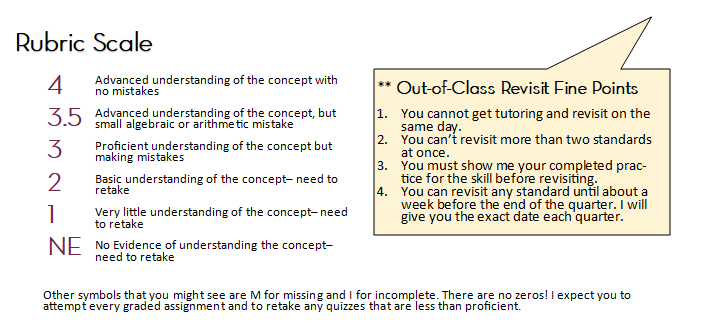 Rubric Scale
4
Advanced understanding of the concept with
no mistakes
3.5
Advanced understanding of the concept, but
small algebraic or arithmetic mistake
3
Proficient understanding of the concept but
making mistakes
2
Basic understanding of the concept– need to
retake
1
Very little understanding of the concept– need
to retake
NE
No Evidence of understanding the concept–
need to retake
** Out-of-Class Revisit Fine Points
1. You cannot get tutoring and revisit on the
same day.
2. You can't revisit more than two standards
at once.
3. You must show me your completed prac-
tice for the skill before revisiting.
4. You can revisit any standard until about a
week before the end of the quarter. I will
give you the exact date each quarter.
Other symbols that you might see are M for missing and I for incomplete. There are no zeros! I expect you to
attempt every graded assignment and to retake any quizzes that are less than proficient.